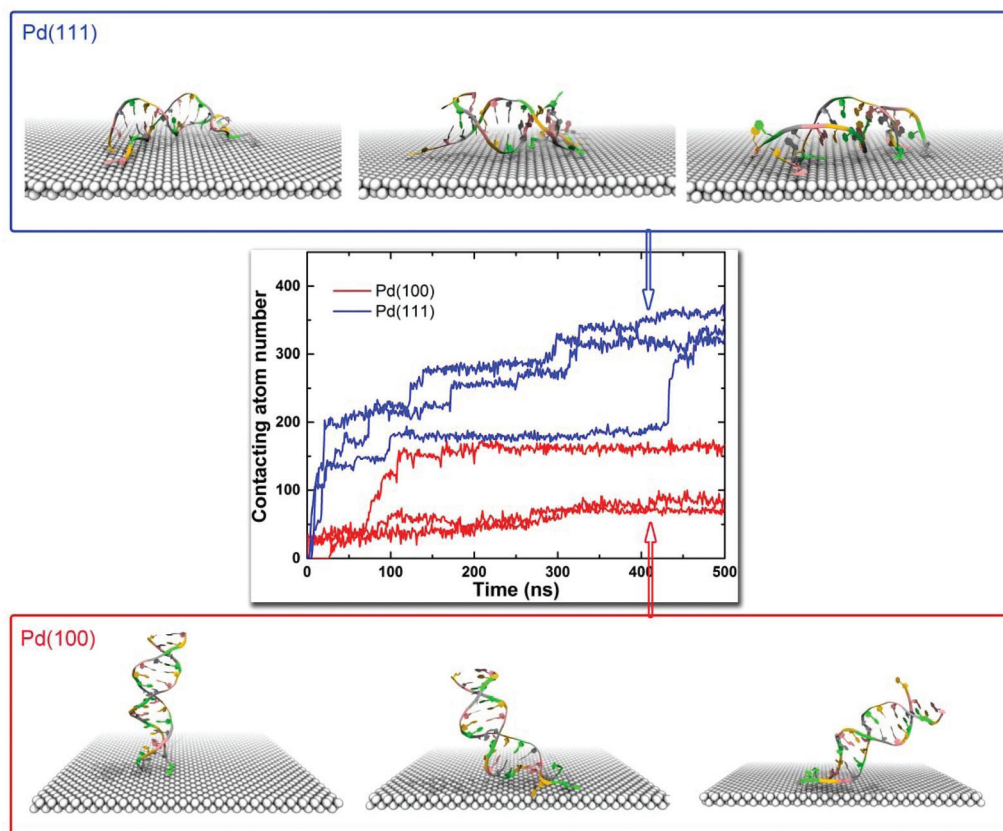 Pd(111)
Contacting atom number
400
300
200
100
0
Pd(100)
Pd(111)
0 100 200 300 400 500
Time (ns)
Pd(100)